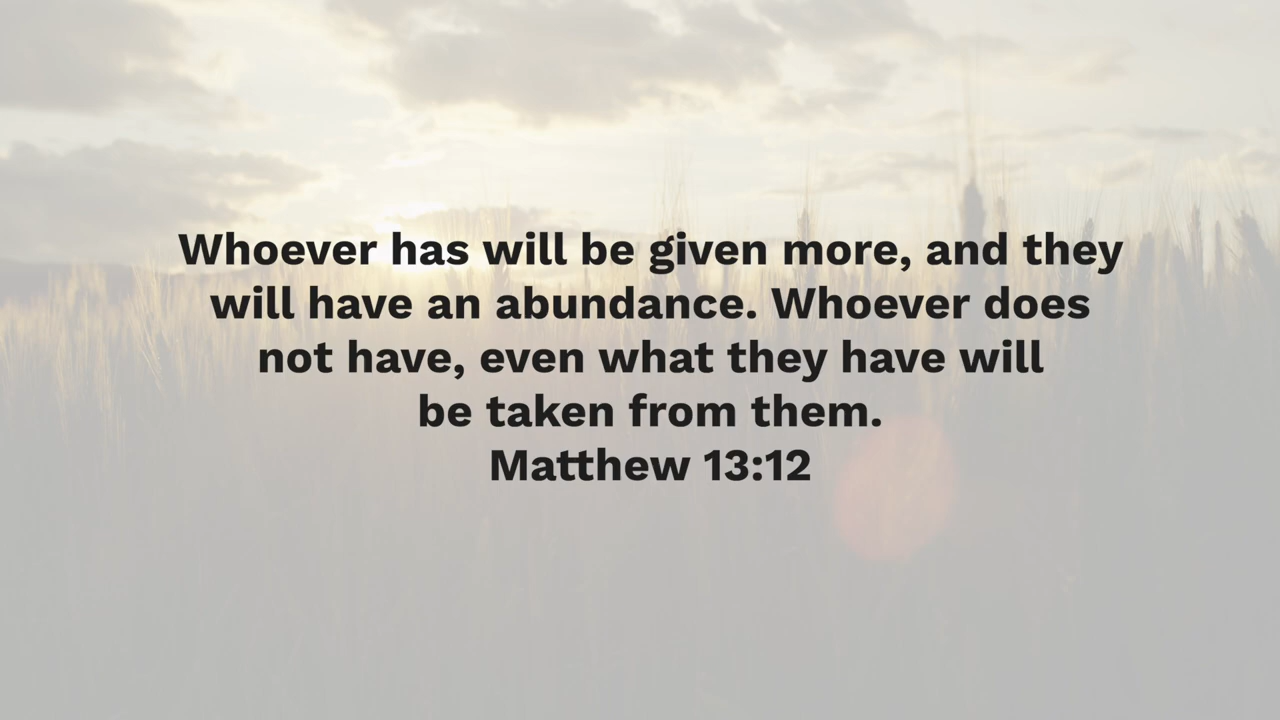 Whoever has will be given more, and they
will have an abundance. Whoever does
not have, even what they have will
be taken from them.
Matthew 13:12